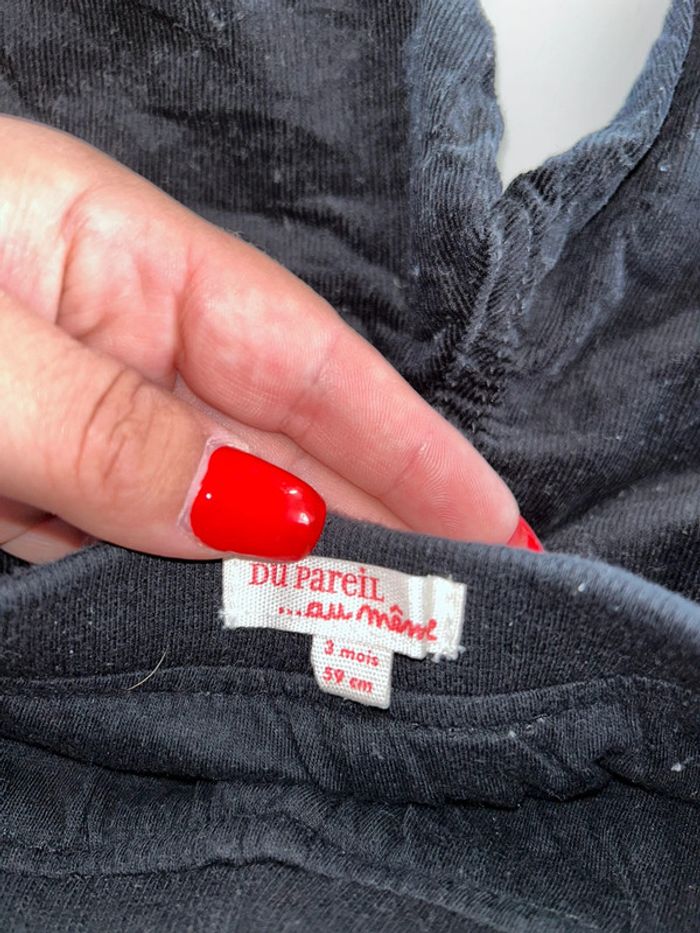 DU PareiL
...au même
3 mois
59 cm